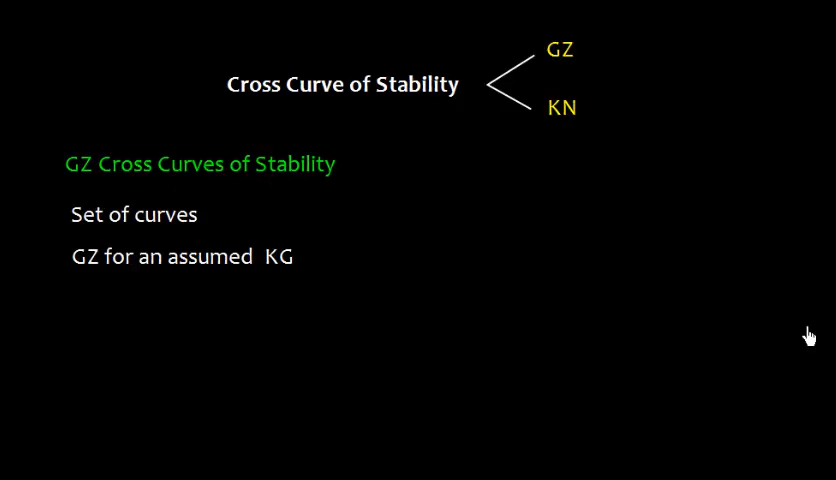 GZ
Cross Curve of Stability
KN
GZ Cross Curves of Stability
Set of curves
GZ for an assumed KG